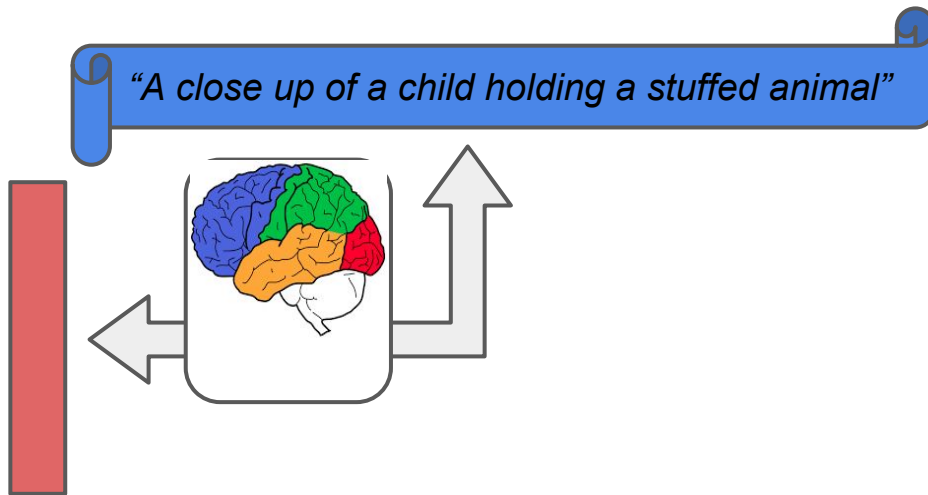 “A close up of a child holding a stuffed animal”